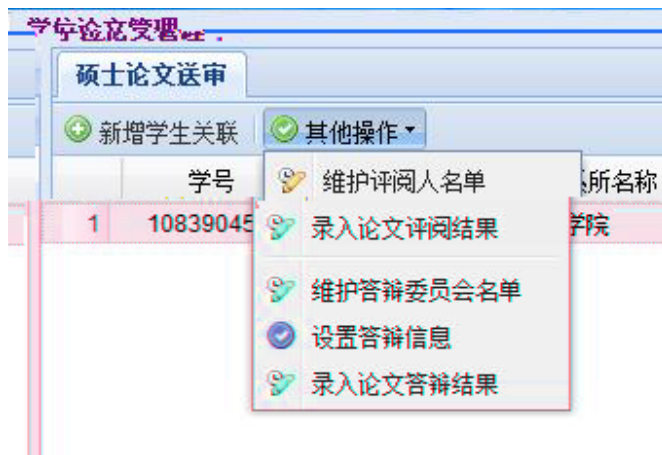 学位论文管理
硕士论文送审
新增学生关联 其他操作
学号 所名称
1 10839045 学院
维护评阅人名单
录入论文评阅结果
维护答辩委员会名单
设置答辩信息
录入论文答辩结果